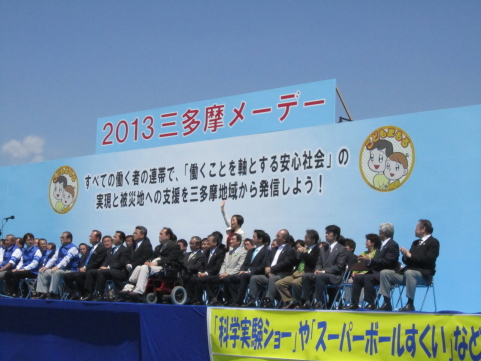 2013三多摩メーデー
すべての働く者の連帯で、「働くことを軸とする安心社会」の
実現と被災地への支援を三多摩地域から発信しよう！
「科学実験ショー」や「スーパーボールすくい」など